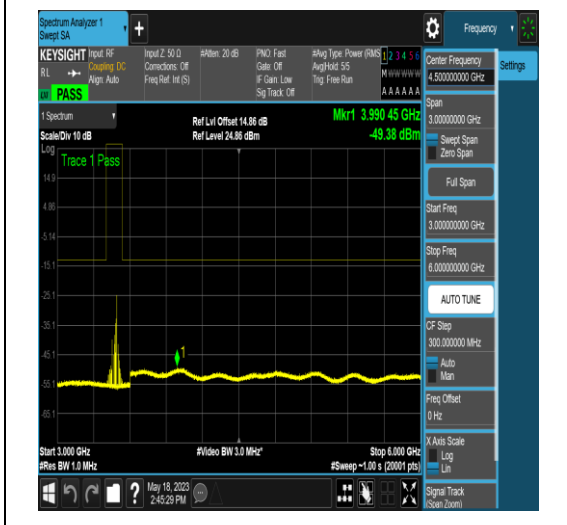 Spectrum Analyzer 1
Swept SA
+
Frequency
KEYSIGHT
RL
PASS
Input: RF
Coupling: DC
Align: Auto
Input Z: 50 Ω
Corrections: Off
Freq Ref: Int (S)
#Atten: 20 dB
PNO: Fast
Gate: Off
IF Gain: Low
Sig Track: Off
#Avg Type: Power (RMS
Avg|Hold: 5/5
Trig: Free Run
1 2 3 4 5 6
M W W W W W
A A A A A A
1 Spectrum
Scale/Div 10 dB
Ref Lvl Offset 14.86 dB
Ref Level 24.86 dBm
Mkr1 3.990 45 GHz
-49.38 dBm
Log
Trace 1 Pass
14.9
4.86
-5.14
-15.1
-25.1
-35.1
-45.1
-55.1
-65.1
1
Start 3.000 GHz
#Res BW 1.0 MHz
#Video BW 3.0 MHz*
Stop 6.000 GHz
#Sweep ~1.00 s (20001 pts)
?
May 18, 2023
2:45:29 PM
Center Frequency
4.500000000 GHz
Settings
Span
3.00000000 GHz
Swept Span
Zero Span
Full Span
Start Freq
3.000000000 GHz
Stop Freq
6.000000000 GHz
AUTO TUNE
CF Step
300.000000 MHz
Auto
Man
Freq Offset
0 Hz
X Axis Scale
Log
Lin
Signal Track
(Span Zoom)